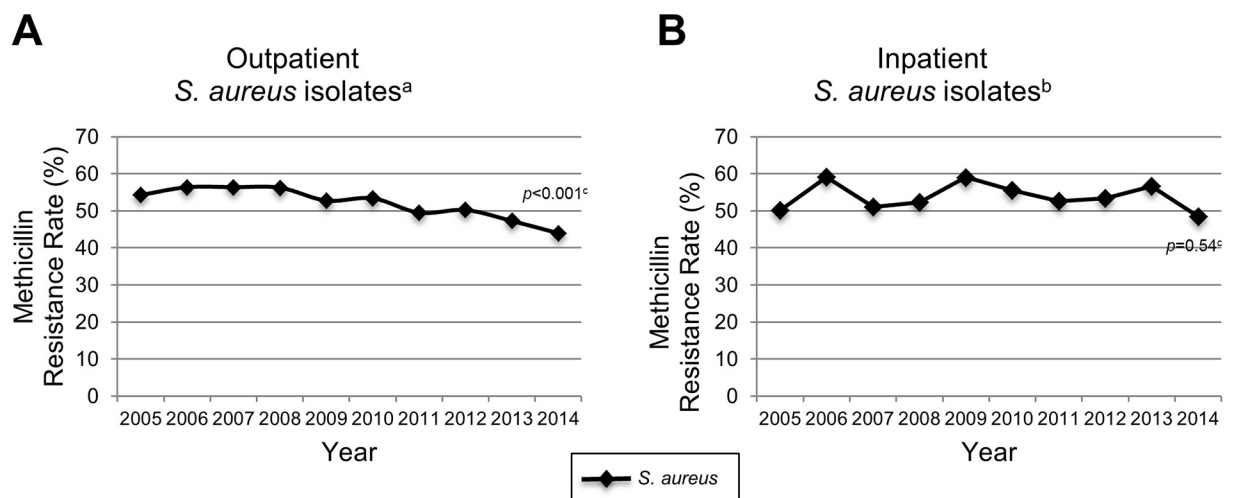 A
Outpatient
S. aureus isolatesᵃ
Methicillin
Resistance Rate (%)
70
60
50
40
30
20
10
0
p<0.001ᶜ
2005 2006 2007 2008 2009 2010 2011 2012 2013 2014
Year
B
Inpatient
S. aureus isolatesᵇ
Methicillin
Resistance Rate (%)
70
60
50
40
30
20
10
0
p=0.54ᶜ
2005 2006 2007 2008 2009 2010 2011 2012 2013 2014
Year
S. aureus